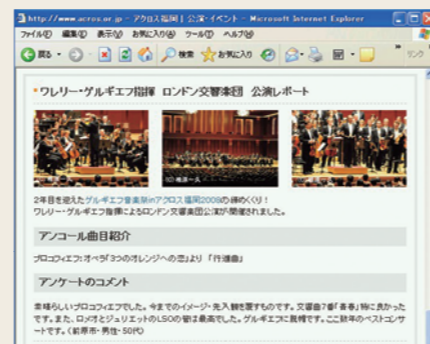 http://www.acros.or.jp - アクロス福岡 | 公演・イベント - Microsoft Internet Explorer
ファイル(F) 編集(E) 表示(V) お気に入り(A) ツール(T) ヘルプ(H)
戻る 検索 お気に入り リンク
ワレリー・ゲルギエフ指揮 ロンドン交響楽団 公演レポート
2年目を迎えたゲルギエフ音楽祭inアクロス福岡2008の締めくくり!
ワレリー・ゲルギエフ指揮によるロンドン交響楽団公演が開催されました。
アンコール曲目紹介
プロコフィエフ:オペラ「3つのオレンジへの恋」より 「行進曲」
アンケートのコメント
素晴らしいプロコフィエフでした。今までのイメージ・先入観を覆すものです。交響曲7番「青春」特に良かった
です。また、ロメオとジュリエットのLSOの音は最高でした。ゲルギエフに脱帽です。ここ数年のベストコンサ
ートです。(前原市・男性・50代)